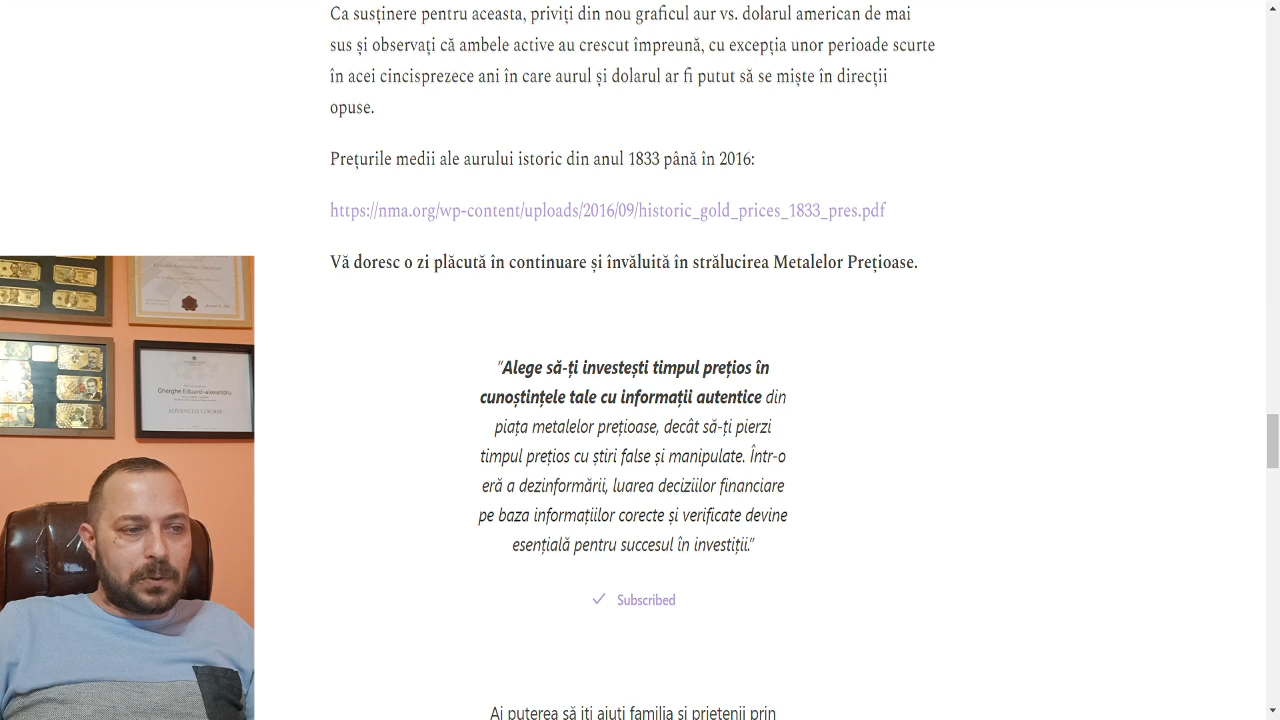 Ca susținere pentru aceasta, priviți din nou graficul aur vs. dolarul american de mai
sus și observați că ambele active au crescut împreună, cu excepția unor perioade scurte
în acei cincisprezece ani în care aurul și dolarul ar fi putut să se miște în direcții
opuse.
Prețurile medii ale aurului istoric din anul 1833 până în 2016:
https://nma.org/wp-content/uploads/2016/09/historic_gold_prices_1833_pres.pdf
Vă doresc o zi plăcută în continuare și învăluită în strălucirea Metalelor Prețioase.
"Alege să-ți investești timpul prețios în
cunoștințele tale cu informații autentice din
piața metalelor prețioase, decât să-ți pierzi
timpul prețios cu știri false și manipulate. Într-o
eră a dezinformării, luarea deciziilor financiare
pe baza informațiilor corecte și verificate devine
esențială pentru succesul în investiții."
Subscribed
Ai puterea să iți ajuți familia și prietenii prin
Gherghe Eduard-alexandru
ADVANCED COURSE